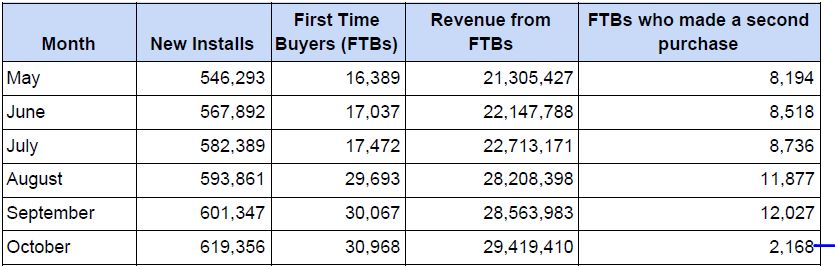 Month New Installs First Time Buyers (FTBs) Revenue from FTBs FTBs who made a second purchase
May 546,293 16,389 21,305,427 8,194
June 567,892 17,037 22,147,788 8,518
July 582,389 17,472 22,713,171 8,736
August 593,861 29,693 28,208,398 11,877
September 601,347 30,067 28,563,983 12,027
October 619,356 30,968 29,419,410 2,168